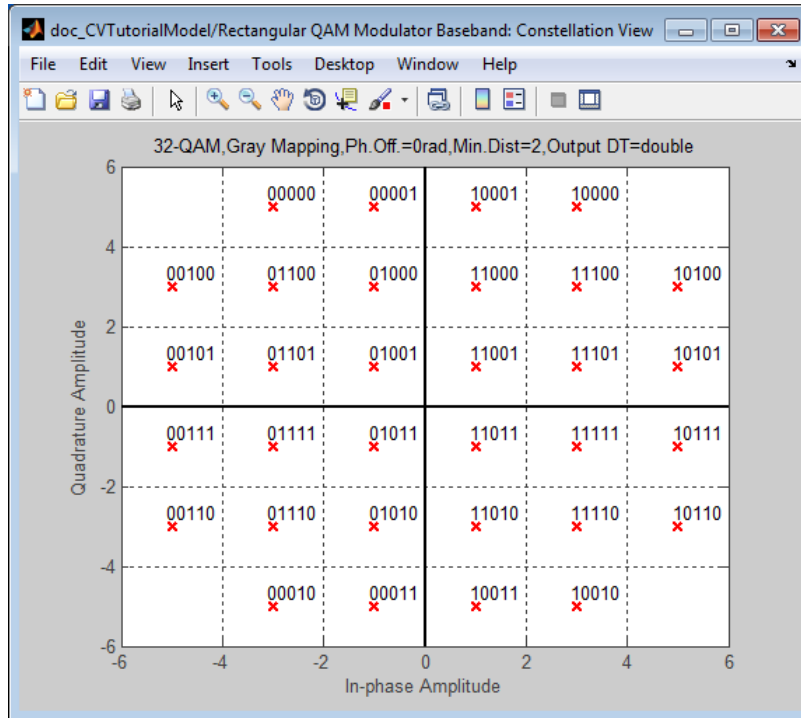 doc_CVTutorialModel/Rectangular QAM Modulator Baseband: Constellation View
File Edit View Insert Tools Desktop Window Help
32-QAM,Gray Mapping,Ph.Off.=0rad,Min.Dist=2,Output DT=double
6
00000 00001 10001 10000
4
00100 01100 01000 11000 11100 10100
2
00101 01101 01001 11001 11101 10101
0
Quadrature Amplitude
00111 01111 01011 11011 11111 10111
-2
00110 01110 01010 11010 11110 10110
-4
00010 00011 10011 10010
-6
-6 -4 -2 0 2 4 6
In-phase Amplitude